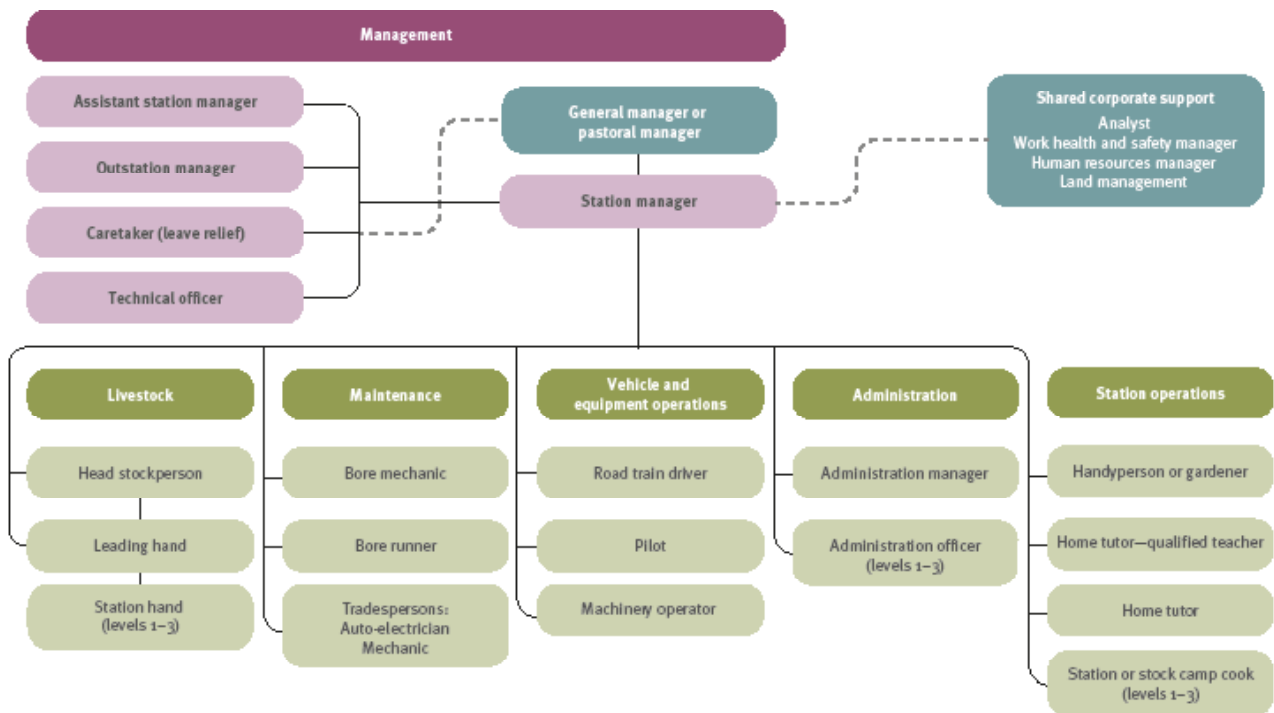 Management
Assistant station manager
Outstation manager
Caretaker (leave relief)
Technical officer
General manager or
pastoral manager
Station manager
Shared corporate support
Analyst
Work health and safety manager
Human resources manager
Land management
Livestock
Head stockperson
Leading hand
Station hand
(levels 1–3)
Maintenance
Bore mechanic
Bore runner
Tradespersons:
Auto-electrician
Mechanic
Vehicle and
equipment operations
Road train driver
Pilot
Machinery operator
Administration
Administration manager
Administration officer
(levels 1–3)
Station operations
Handyperson or gardener
Home tutor—qualified teacher
Home tutor
Station or stock camp cook
(levels 1–3)